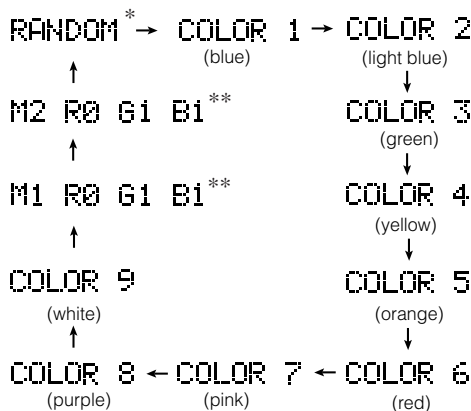 RANDOM* → COLOR 1 → COLOR 2
(blue) (light blue)
M2 R0 G1 B1** COLOR 3
(green)
M1 R0 G1 B1** COLOR 4
(yellow)
COLOR 9 COLOR 5
(white) (orange)
COLOR 8 ← COLOR 7 ← COLOR 6
(purple) (pink) (red)